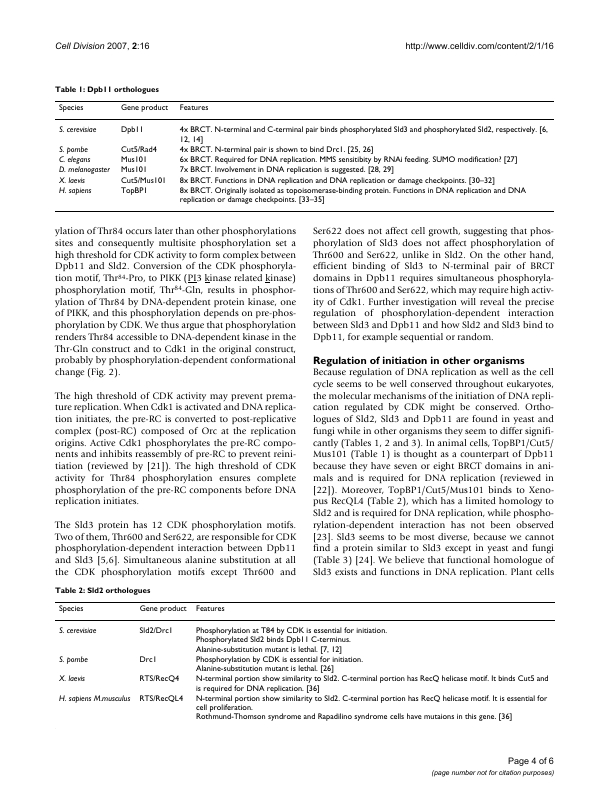 Cell Division 2007, 2:16
http://www.celldiv.com/content/2/1/16
Table 1: Dpb11 orthologues
Species Gene product Features
S. cerevisiae Dpb11 4x BRCT. N-terminal and C-terminal pair binds phosphorylated Sld3 and phosphorylated Sld2, respectively. [6,
12, 14]
S. pombe Cut5/Rad4 4x BRCT. N-terminal pair is shown to bind Drc1. [25, 26]
C. elegans Mus101 6x BRCT. Required for DNA replication. MMS sensitibity by RNAi feeding. SUMO modification? [27]
D. melanogaster Mus101 7x BRCT. Involvement in DNA replication is suggested. [28, 29]
X. laevis Cut5/Mus101 8x BRCT. Functions in DNA replication and DNA replication or damage checkpoints. [30–32]
H. sapiens TopBP1 8x BRCT. Originally isolated as topoisomerase-binding protein. Functions in DNA replication and DNA
replication or damage checkpoints. [33–35]
ylation of Thr84 occurs later than other phosphorylations
sites and consequently multisite phosphorylation set a
high threshold for CDK activity to form complex between
Dpb11 and Sld2. Conversion of the CDK phosphoryla-
tion motif, Thr84-Pro, to PIKK (PI3 kinase related kinase)
phosphorylation motif, Thr84-Gln, results in phosphor-
ylation of Thr84 by DNA-dependent protein kinase, one
of PIKK, and this phosphorylation depends on pre-phos-
phorylation by CDK. We thus argue that phosphorylation
renders Thr84 accessible to DNA-dependent kinase in the
Thr-Gln construct and to Cdk1 in the original construct,
probably by phosphorylation-dependent conformational
change (Fig. 2).
The high threshold of CDK activity may prevent prema-
ture replication. When Cdk1 is activated and DNA replica-
tion initiates, the pre-RC is converted to post-replicative
complex (post-RC) composed of Orc at the replication
origins. Active Cdk1 phosphorylates the pre-RC compo-
nents and inhibits reassembly of pre-RC to prevent reini-
tiation (reviewed by [21]). The high threshold of CDK
activity for Thr84 phosphorylation ensures complete
phosphorylation of the pre-RC components before DNA
replication initiates.
The Sld3 protein has 12 CDK phosphorylation motifs.
Two of them, Thr600 and Ser622, are responsible for CDK
phosphorylation-dependent interaction between Dpb11
and Sld3 [5,6]. Simultaneous alanine substitution at all
the CDK phosphorylation motifs except Thr600 and
Ser622 does not affect cell growth, suggesting that phos-
phorylation of Sld3 does not affect phosphorylation of
Thr600 and Ser622, unlike in Sld2. On the other hand,
efficient binding of Sld3 to N-terminal pair of BRCT
domains in Dpb11 requires simultaneous phosphoryla-
tions of Thr600 and Ser622, which may require high activ-
ity of Cdk1. Further investigation will reveal the precise
regulation of phosphorylation-dependent interaction
between Sld3 and Dpb11 and how Sld2 and Sld3 bind to
Dpb11, for example sequential or random.
Regulation of initiation in other organisms
Because regulation of DNA replication as well as the cell
cycle seems to be well conserved throughout eukaryotes,
the molecular mechanisms of the initiation of DNA repli-
cation regulated by CDK might be conserved. Ortho-
logues of Sld2, Sld3 and Dpb11 are found in yeast and
fungi while in other organisms they seem to differ signifi-
cantly (Tables 1, 2 and 3). In animal cells, TopBP1/Cut5/
Mus101 (Table 1) is thought as a counterpart of Dpb11
because they have seven or eight BRCT domains in ani-
mals and is required for DNA replication (reviewed in
[22]). Moreover, TopBP1/Cut5/Mus101 binds to Xeno-
pus RecQL4 (Table 2), which has a limited homology to
Sld2 and is required for DNA replication, while phospho-
rylation-dependent interaction has not been observed
[23]. Sld3 seems to be most diverse, because we cannot
find a protein similar to Sld3 except in yeast and fungi
(Table 3) [24]. We believe that functional homologue of
Sld3 exists and functions in DNA replication. Plant cells
Table 2: Sld2 orthologues
Species Gene product Features
S. cerevisiae Sld2/Drc1 Phosphorylation at T84 by CDK is essential for initiation.
Phosphorylated Sld2 binds Dpb11 C-terminus.
Alanine-substitution mutant is lethal. [7, 12]
S. pombe Drc1 Phosphorylation by CDK is essential for initiation.
Alanine-substitution mutant is lethal. [26]
X. laevis RTS/RecQ4 N-terminal portion show similarity to Sld2. C-terminal portion has RecQ helicase motif. It binds Cut5 and
is required for DNA replication. [36]
H. sapiens M.musculus RTS/RecQL4 N-terminal portion show similarity to Sld2. C-terminal portion has RecQ helicase motif. It is essential for
cell proliferation.
Rothmund-Thomson syndrome and Rapadilino syndrome cells have mutaions in this gene. [36]
Page 4 of 6
(page number not for citation purposes)